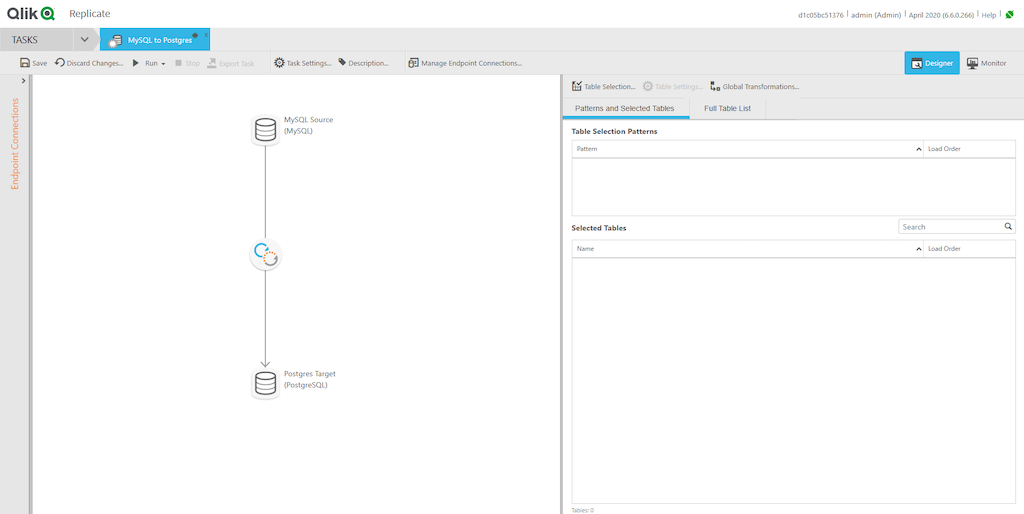 Qlik Replicate
d1c05bc51376 | admin (Admin) | April 2020 (6.6.0.266) | Help |
TASKS
MySQL to Postgres
Save Discard Changes... Run Stop Export Task Task Settings... Description... Manage Endpoint Connections... Designer Monitor
Endpoint Connections
MySQL Source
(MySQL)
Postgres Target
(PostgreSQL)
Table Selection... Table Settings... Global Transformations...
Patterns and Selected Tables Full Table List
Table Selection Patterns
Pattern Load Order
Selected Tables Search
Name Load Order
Tables: 0